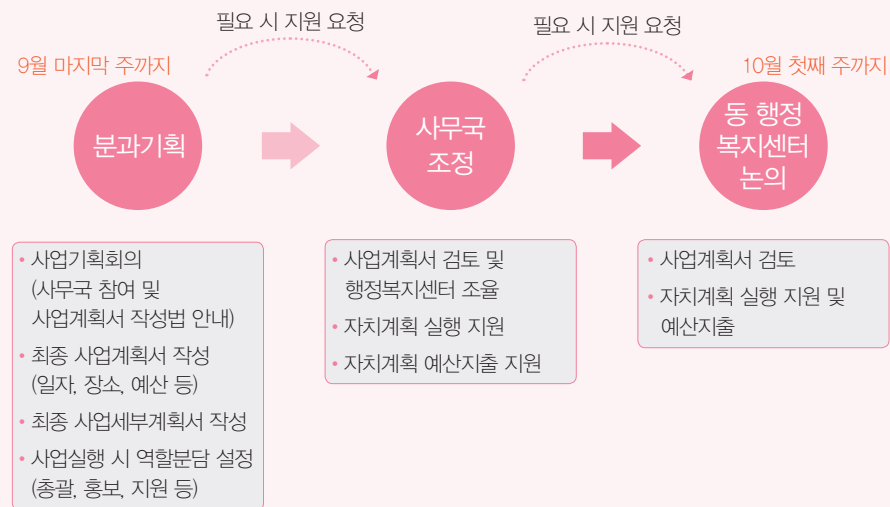 필요 시 지원 요청
필요 시 지원 요청
9월 마지막 주까지
10월 첫째 주까지
분과기획
사무국
조정
동 행정
복지센터
논의
• 사업기획회의
(사무국 참여 및
사업계획서 작성법 안내)
• 최종 사업계획서 작성
(일자, 장소, 예산 등)
• 최종 사업세부계획서 작성
• 사업실행 시 역할분담 설정
(총괄, 홍보, 지원 등)
• 사업계획서 검토 및
행정복지센터 조율
• 자치계획 실행 지원
• 자치계획 예산지출 지원
• 사업계획서 검토
• 자치계획 실행 지원 및
예산지출